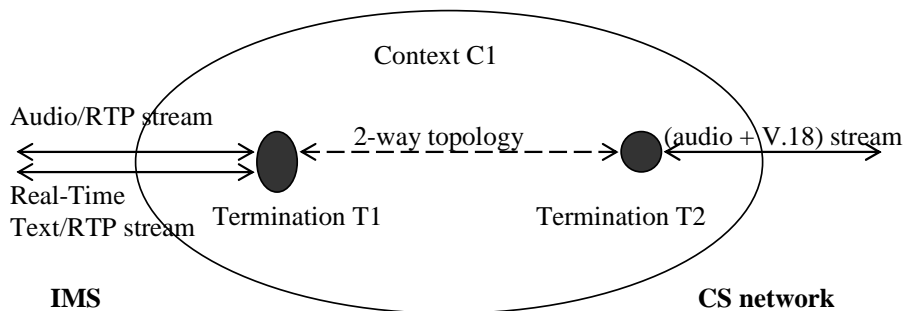 Context C1
Audio/RTP stream
2-way topology
(audio + V.18) stream
Real-Time
Text/RTP stream
Termination T1
Termination T2
IMS
CS network